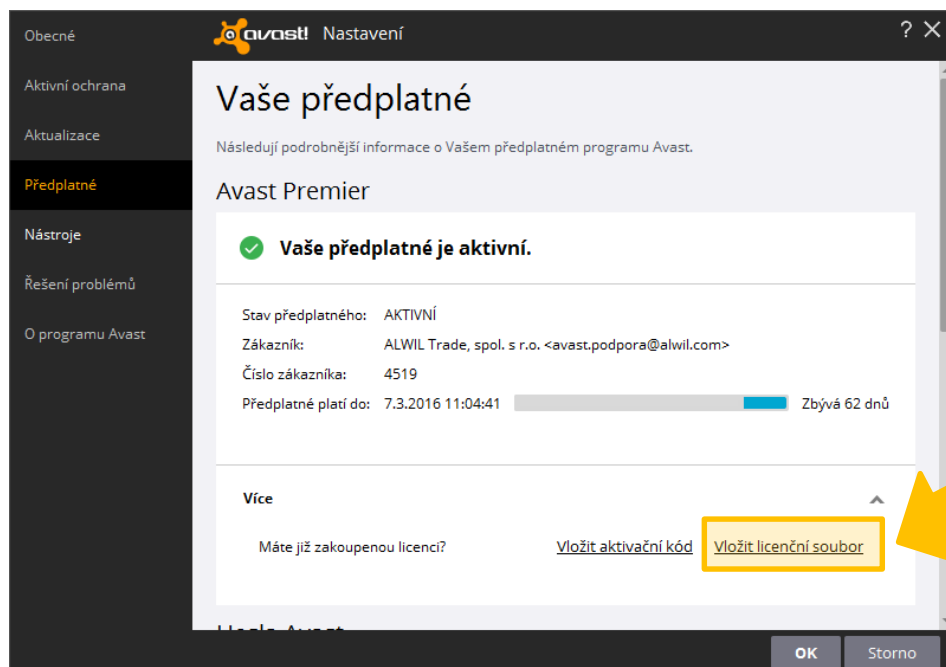 Obecné
Aktivní ochrana
Aktualizace
Předplatné
Nástroje
Řešení problémů
O programu Avast
avast! Nastavení
? X
Vaše předplatné
Následují podrobnější informace o Vašem předplatném programu Avast.
Avast Premier
Vaše předplatné je aktivní.
Stav předplatného: AKTIVNÍ
Zákazník: ALWIL Trade, spol. s r.o. <avast.podpora@alwil.com>
Číslo zákazníka: 4519
Předplatné platí do: 7.3.2016 11:04:41 Zbývá 62 dnů
Více
Máte již zakoupenou licenci? Vložit aktivační kód Vložit licenční soubor
OK Storno